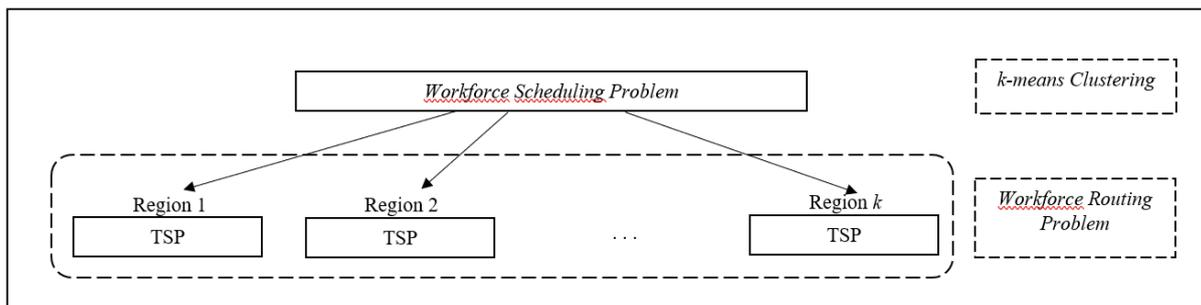 Workforce Scheduling Problem
k-means Clustering
Region 1
Region 2
Region k
TSP
TSP
. . .
TSP
Workforce Routing
Problem